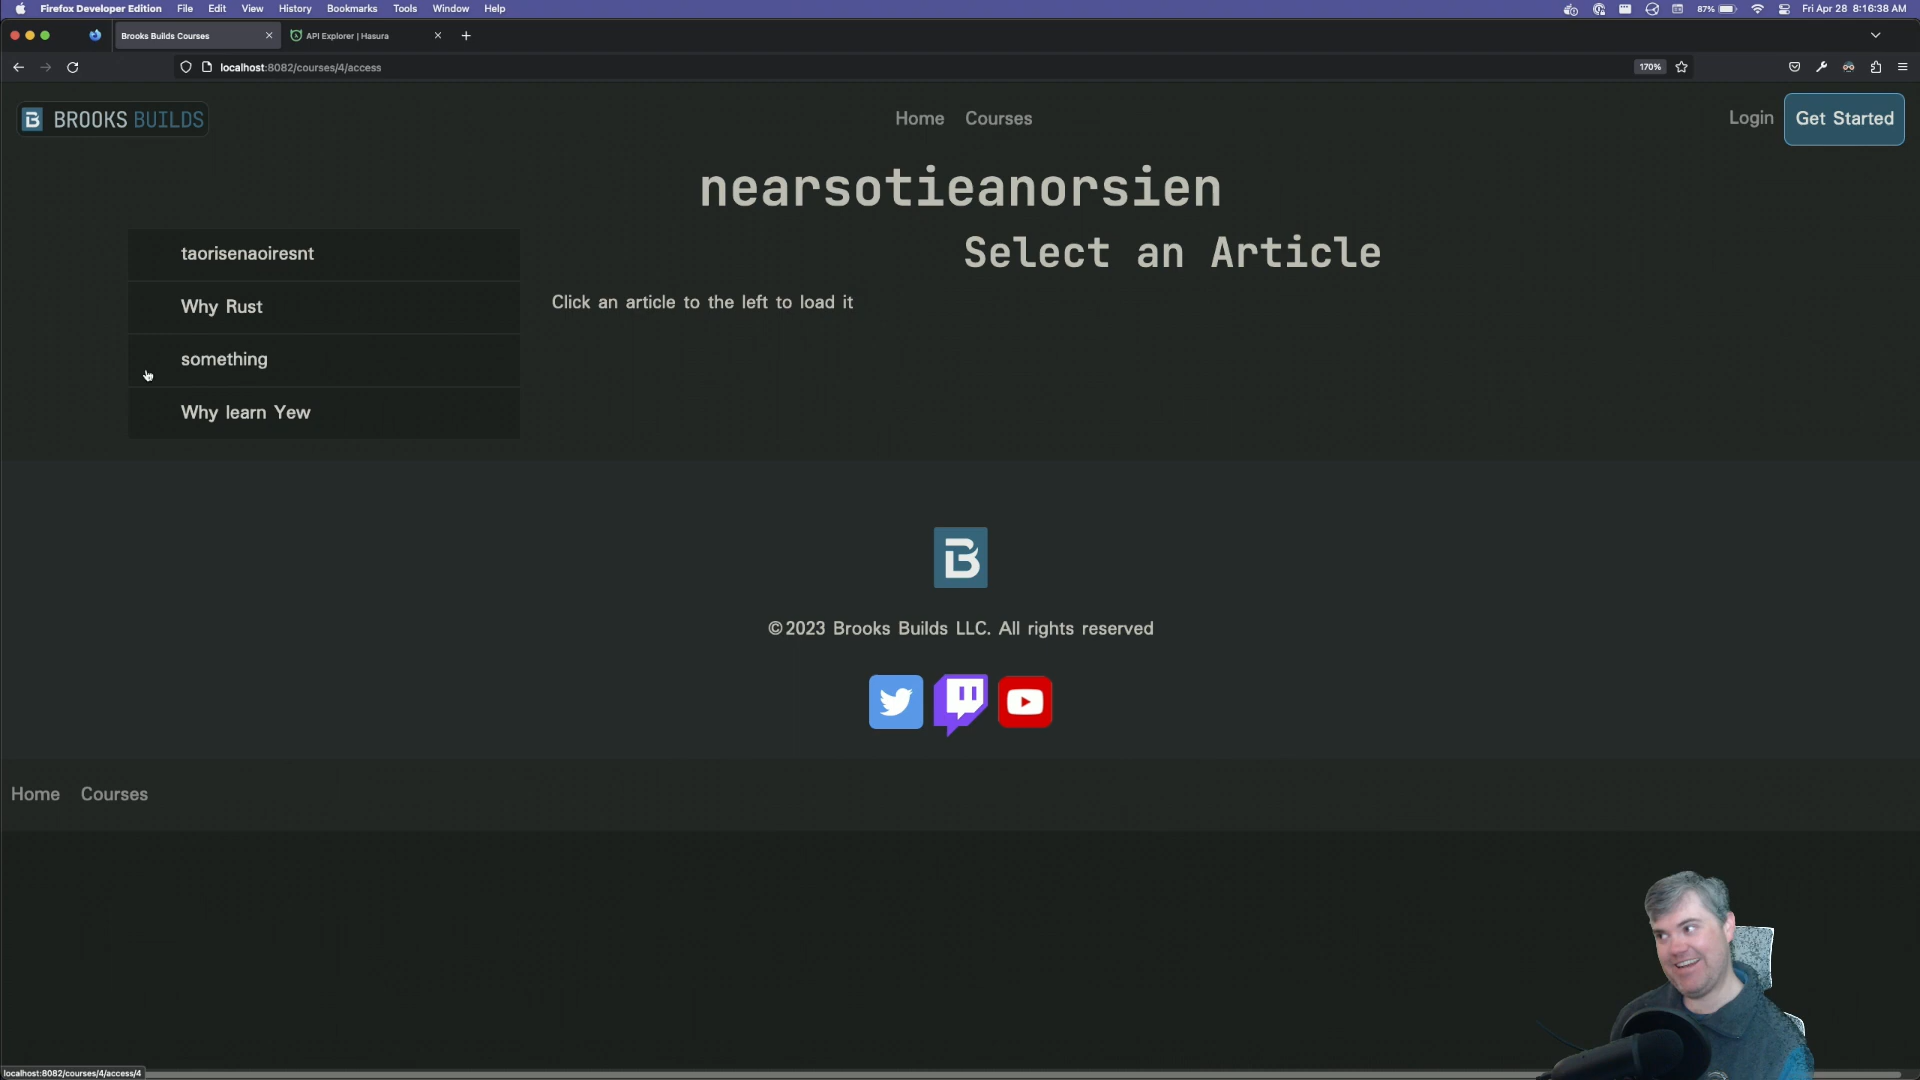 Firefox Developer Edition File Edit View History Bookmarks Tools Window Help 87% Fri Apr 28 8:16:38 AM
Brooks Builds Courses API Explorer | Hasura
localhost:8082/courses/4/access 170%
BROOKS BUILDS Home Courses Login Get Started
nearsotieanorsien
taorisenaoiresnt
Why Rust
something
Why learn Yew
Select an Article
Click an article to the left to load it
©2023 Brooks Builds LLC. All rights reserved
Home Courses
localhost:8082/courses/4/access/4